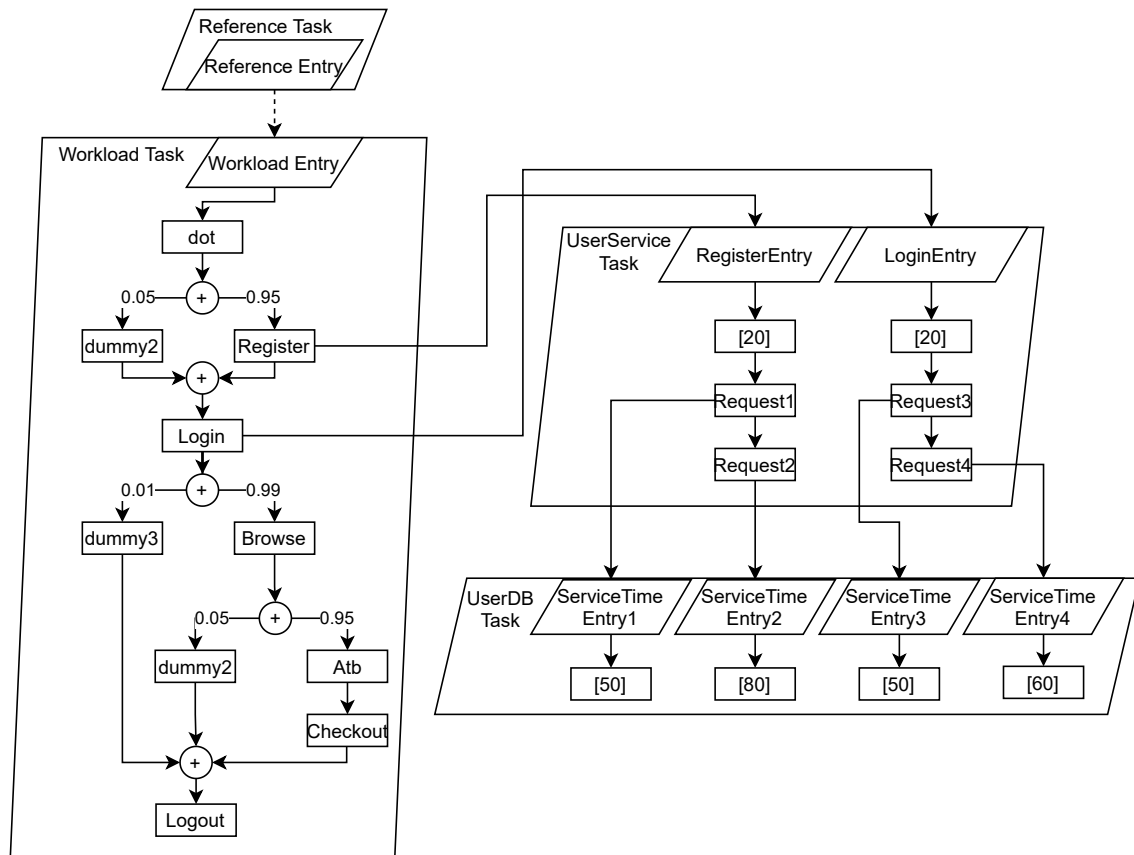 Reference Task
Reference Entry
Workload Task
Workload Entry
dot
+
0.05
0.95
dummy2
Register
+
Login
+
0.01
0.99
dummy3
Browse
+
0.05
0.95
dummy2
Atb
Checkout
+
Logout
UserService
Task
RegisterEntry
LoginEntry
[20]
[20]
Request1
Request3
Request2
Request4
UserDB
Task
ServiceTime
Entry1
ServiceTime
Entry2
ServiceTime
Entry3
ServiceTime
Entry4
[50]
[80]
[50]
[60]